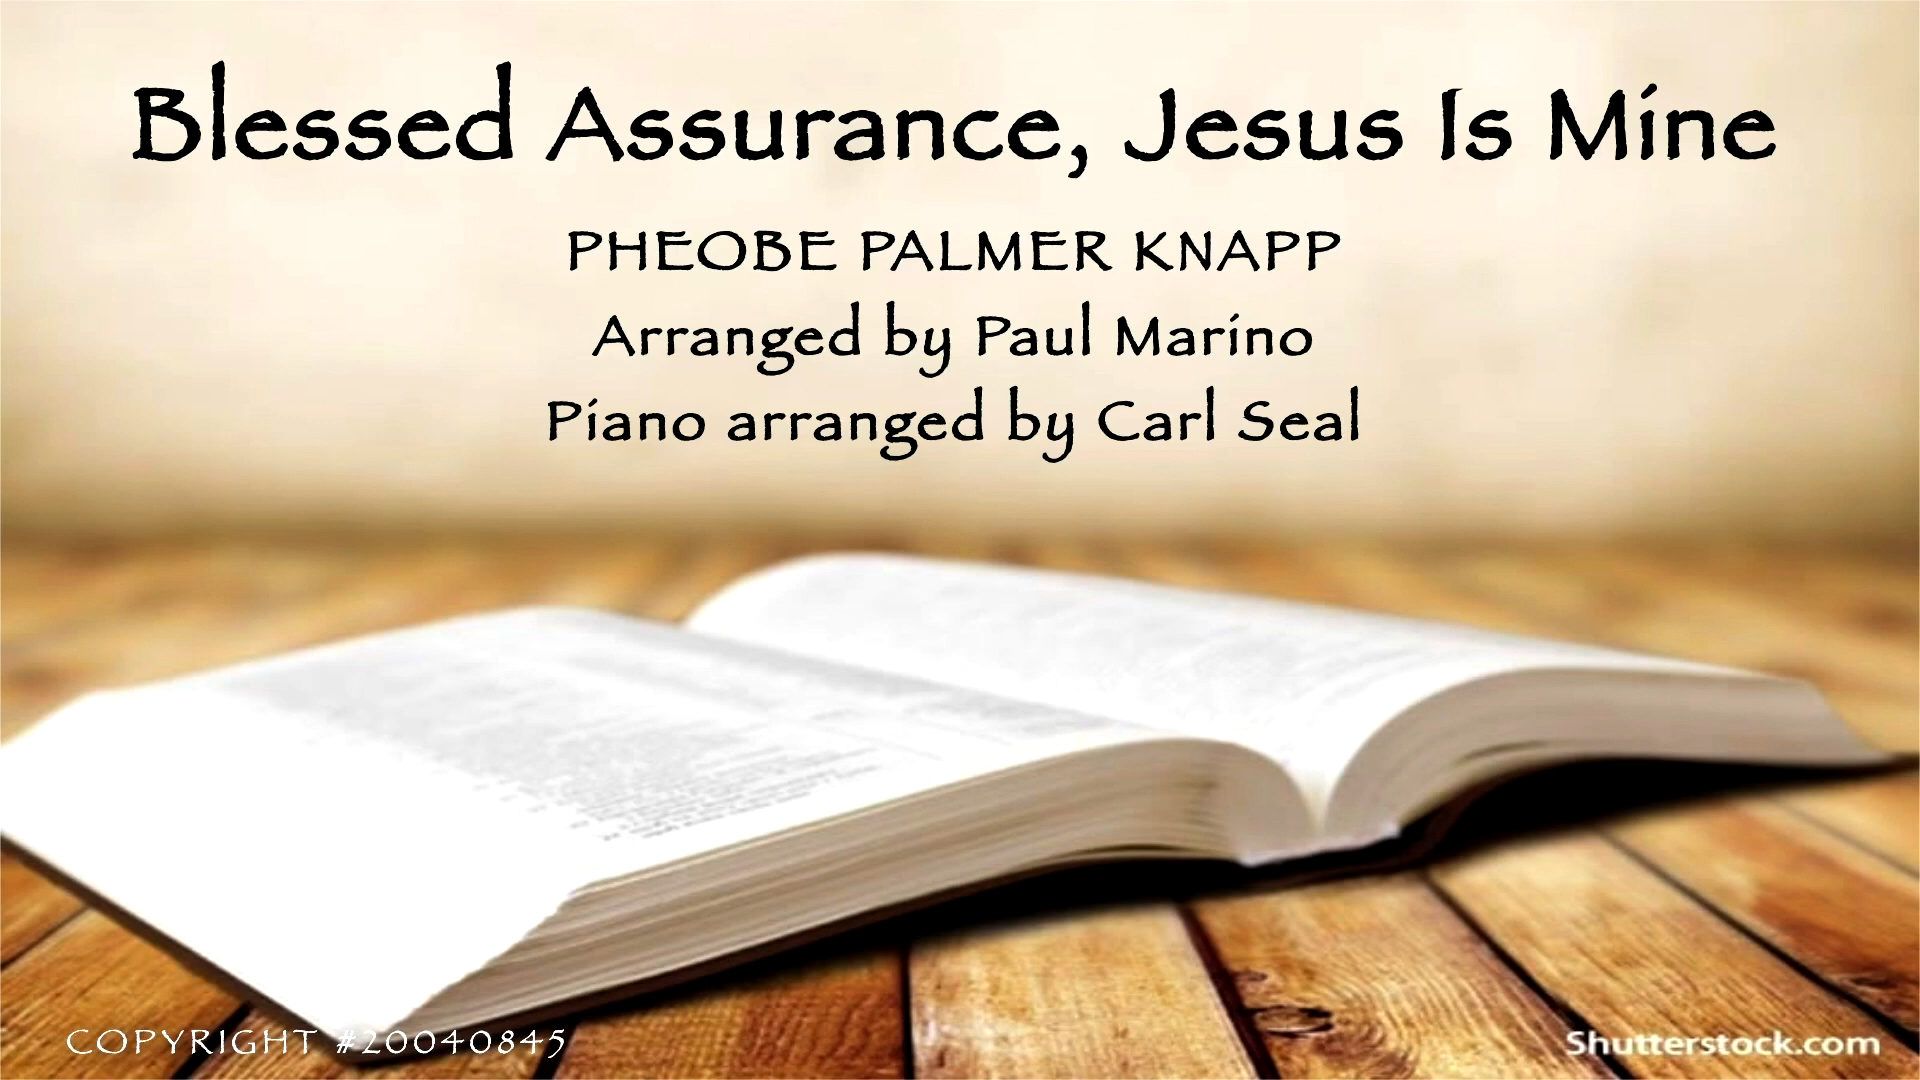 Blessed Assurance, Jesus Is Mine
PHEOBE PALMER KNAPP
Arranged by Paul Marino
Piano arranged by Carl Seal
COPYRIGHT #20040845
Shutterstock.com